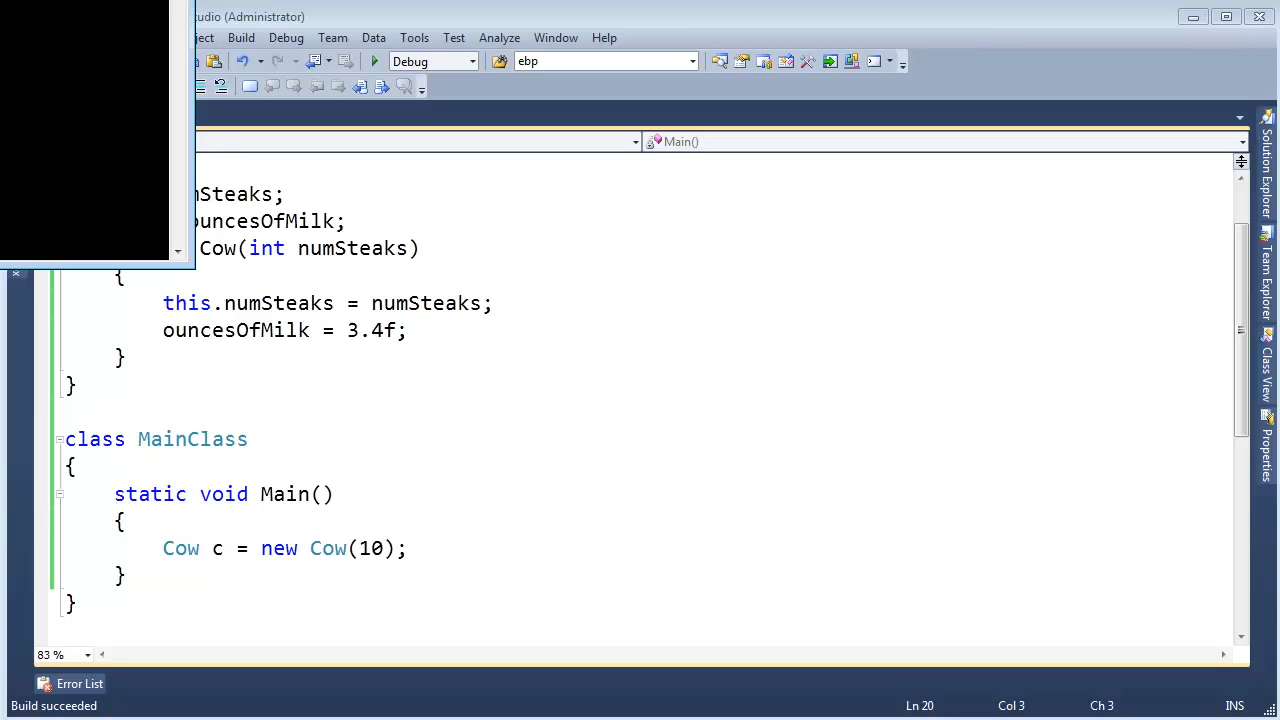 udio (Administrator)
ject Build Debug Team Data Tools Test Analyze Window Help
Debug ebp
Main()
mSteaks;
ouncesOfMilk;
Cow(int numSteaks)
{
this.numSteaks = numSteaks;
ouncesOfMilk = 3.4f;
}
}
class MainClass
{
static void Main()
{
Cow c = new Cow(10);
}
}
83 %
Error List
Build succeeded Ln 20 Col 3 Ch 3 INS
Solution Explorer
Team Explorer
Class View
Properties